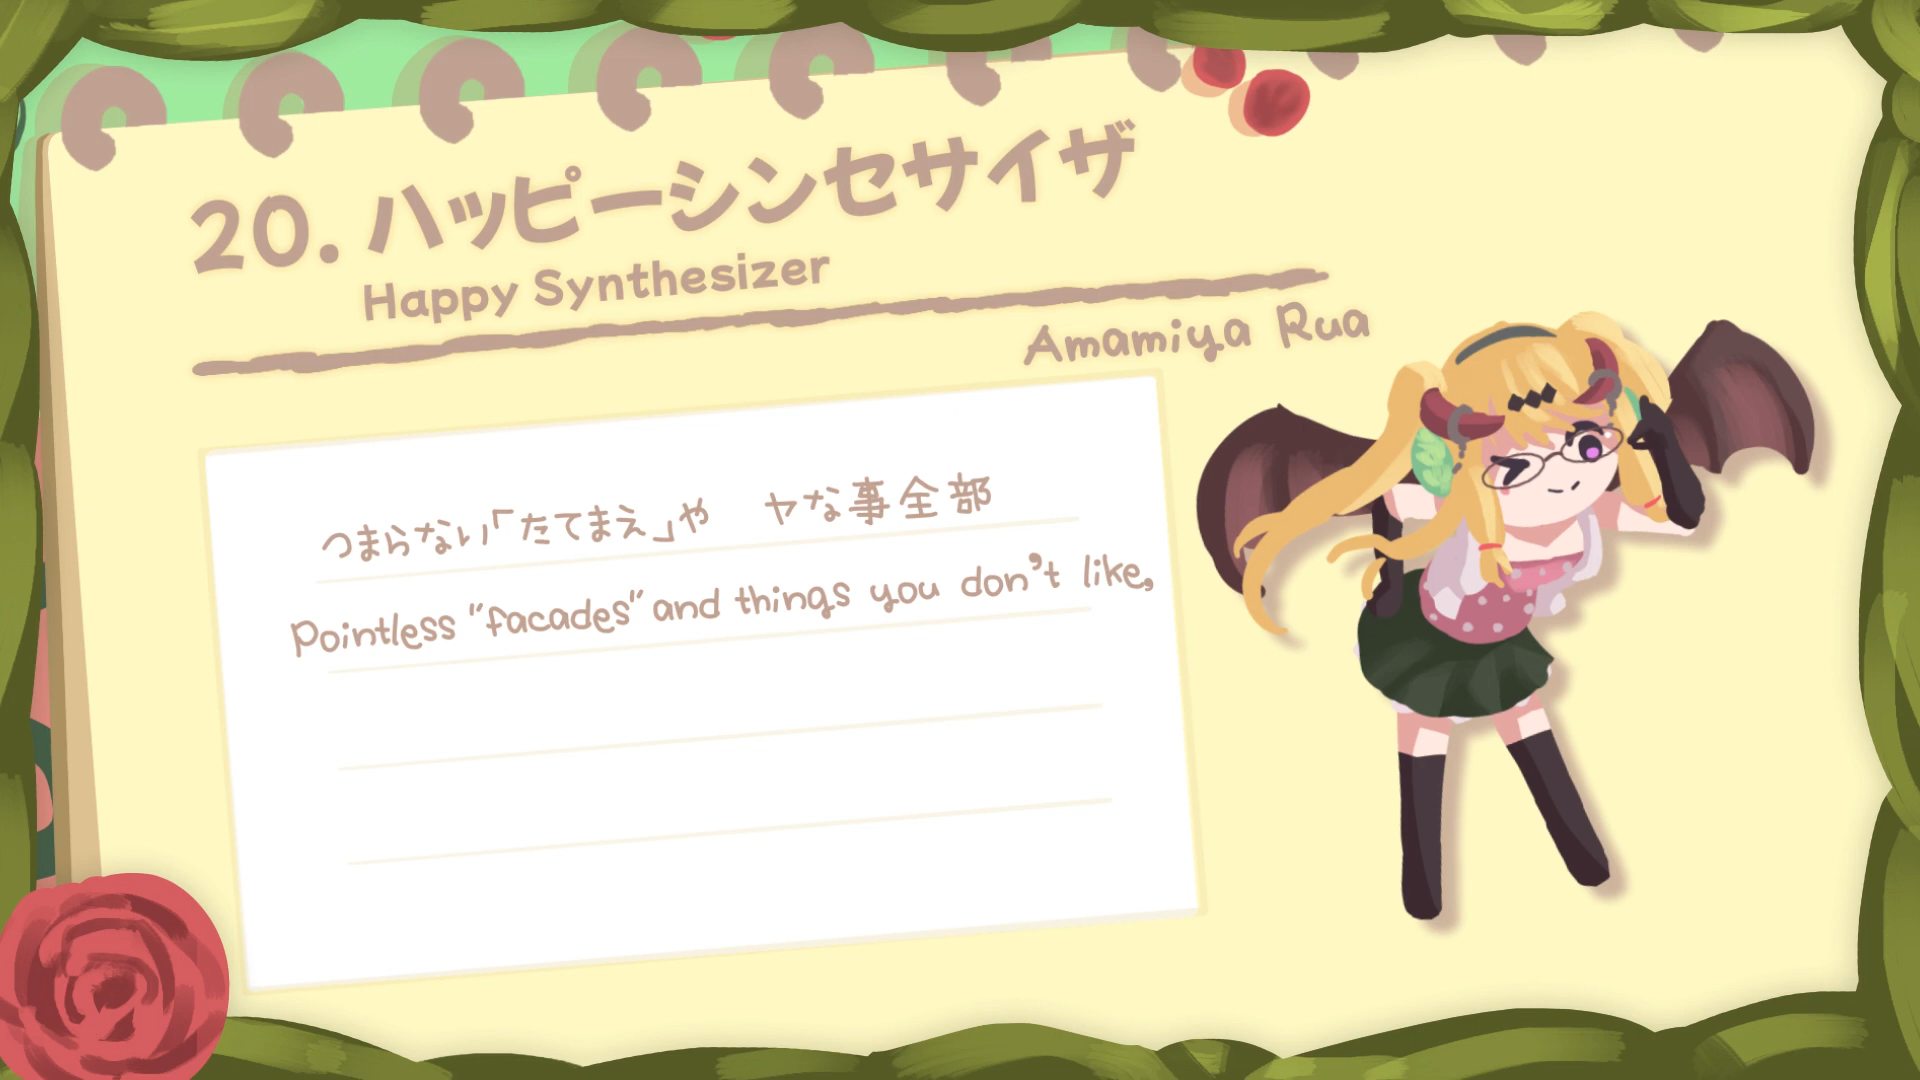 20. ハッピーシンセサイザ
Happy Synthesizer
Amamiya Rua
つまらない「たてまえ」や ヤな事全部
Pointless "facades" and things you don't like,